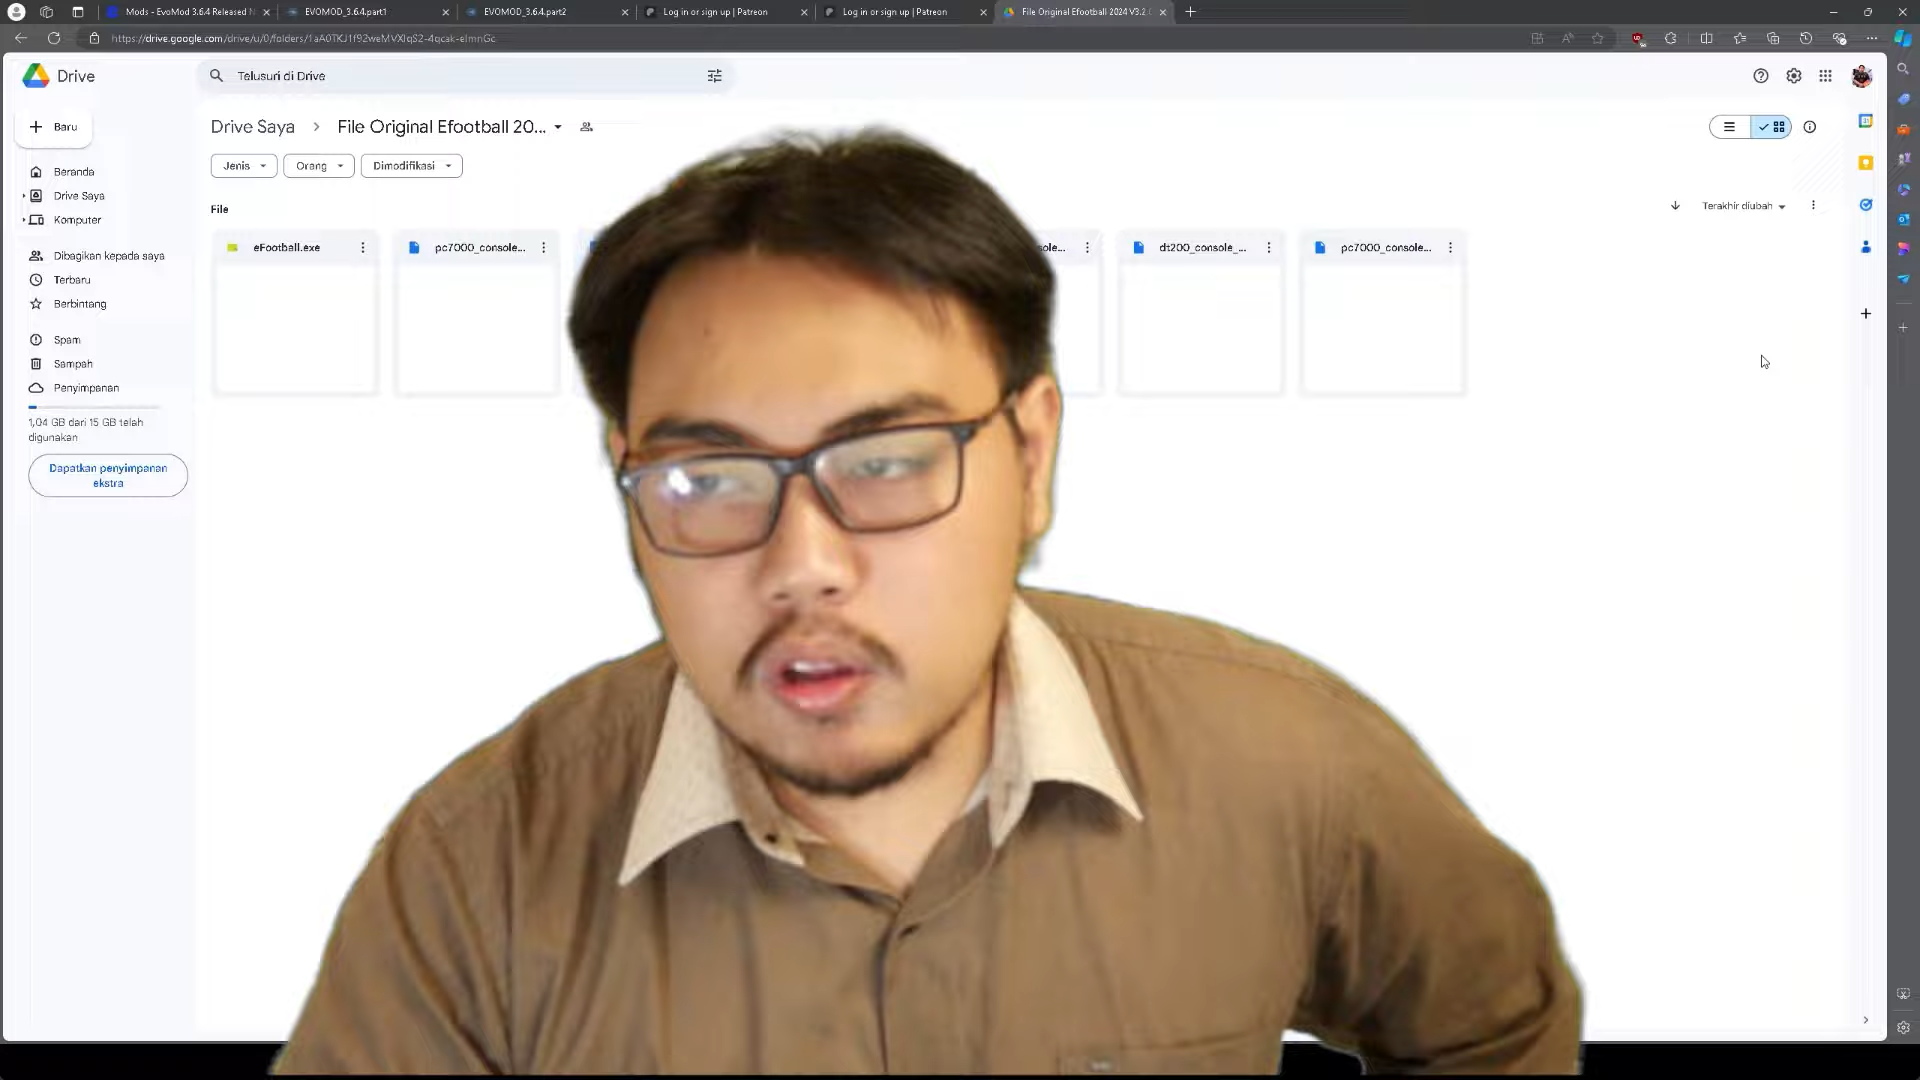 Mods - EvoMod 3.6.4 Released
EVOMOD_3.6.4.part1
EVOMOD_3.6.4.part2
Log in or sign up | Patreon
Log in or sign up | Patreon
File Original Efootball 2024 V3.2
Drive
Telusuri di Drive
Baru
Drive Saya
File Original Efootball 20...
Jenis
Orang
Dimodifikasi
Beranda
Drive Saya
Komputer
Dibagikan kepada saya
Terbaru
Berbintang
Spam
Sampah
Penyimpanan
1,04 GB dari 15 GB telah
digunakan
Dapatkan penyimpanan
ekstra
File
Terakhir diubah
eFootball.exe
pc7000_console...
sole...
dt200_console_...
pc7000_console...